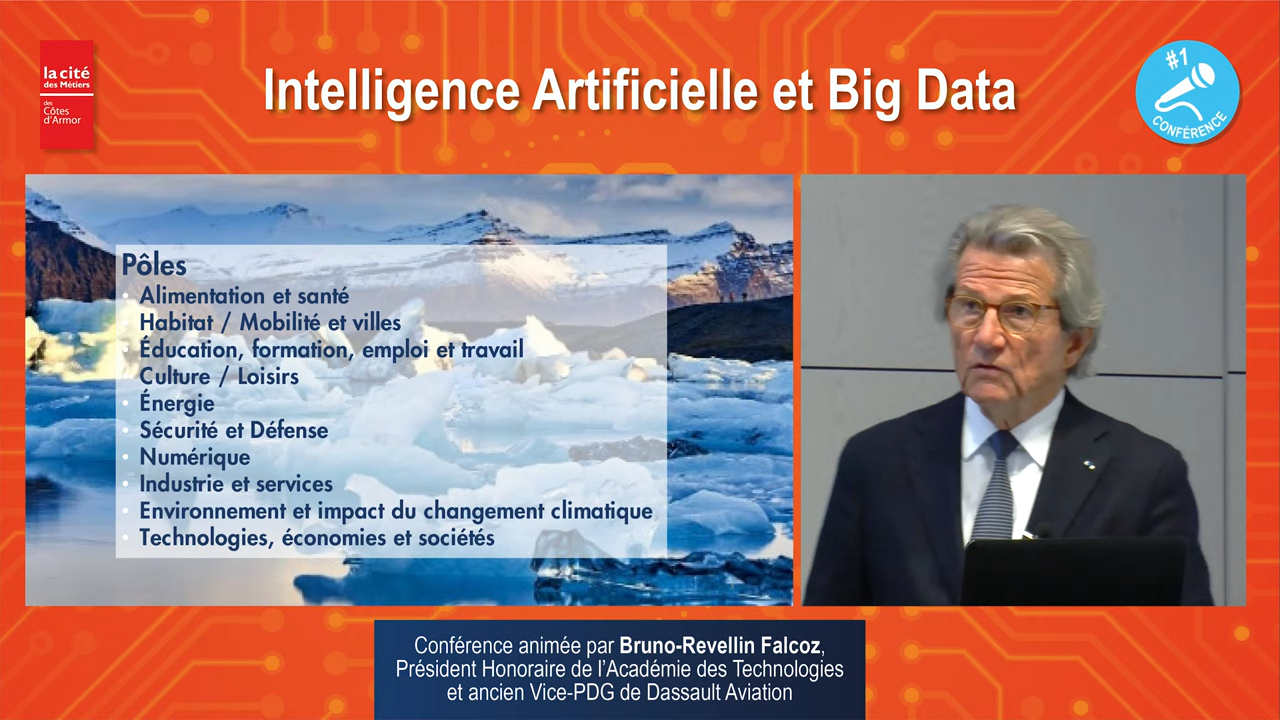 la cité
des Métiers
des
Côtes
d'Armor
Intelligence Artificielle et Big Data
#1
CONFÉRENCE
Pôles
• Alimentation et santé
Habitat / Mobilité et villes
• Éducation, formation, emploi et travail
Culture / Loisirs
• Énergie
• Sécurité et Défense
• Numérique
• Industrie et services
• Environnement et impact du changement climatique
• Technologies, économies et sociétés
Conférence animée par Bruno-Revellin Falcoz,
Président Honoraire de l'Académie des Technologies
et ancien Vice-PDG de Dassault Aviation